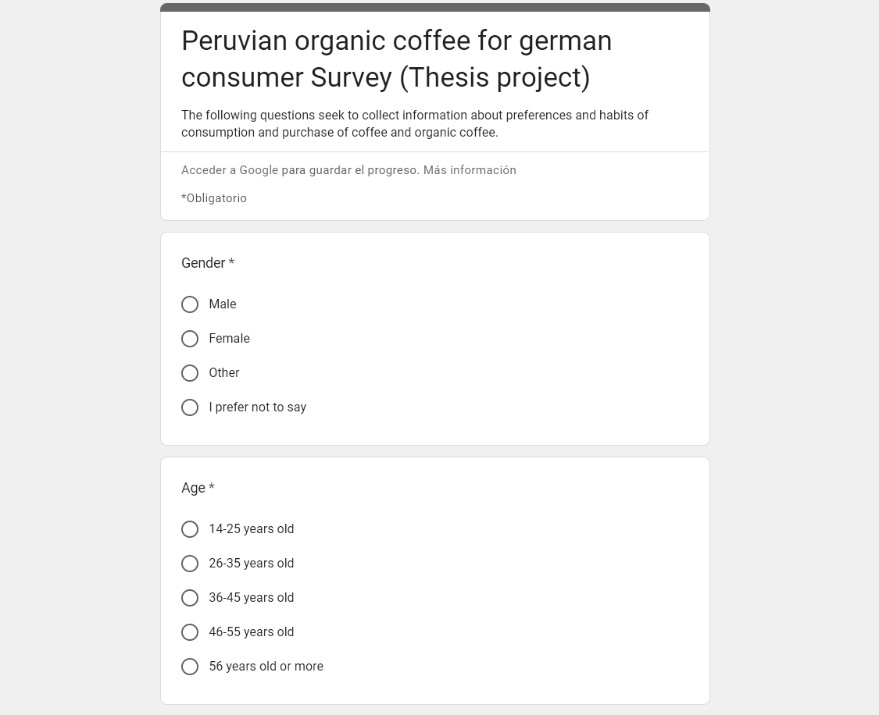 Peruvian organic coffee for german
consumer Survey (Thesis project)
The following questions seek to collect information about preferences and habits of
consumption and purchase of coffee and organic coffee.
Acceder a Google para guardar el progreso. Más información
*Obligatorio
Gender *
Male
Female
Other
I prefer not to say
Age *
14-25 years old
26-35 years old
36-45 years old
46-55 years old
56 years old or more